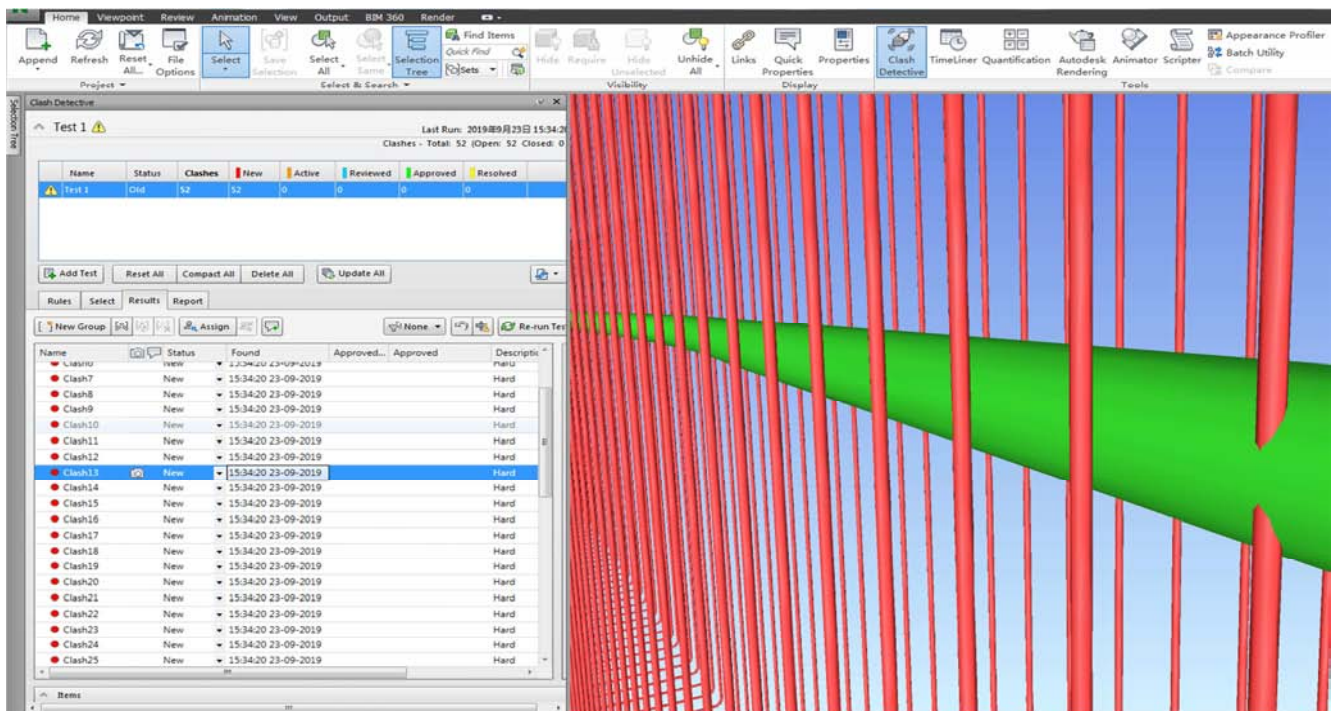 Home Viewpoint Review Animation View Output BIM 360 Render
Append Refresh Reset All... File Options Select Save Selection Select All Select Same Selection Tree Find Items Quick Find Sets Hide Require Hide Unselected Unhide All Links Quick Properties Properties Clash Detective TimeLiner Quantification Autodesk Rendering Animator Scripter Appearance Profiler Batch Utility Compare
Project Select & Search Visibility Display Tools
Selection Tree
Clash Detective
Test 1
Last Run: 2019年9月23日 15:34:20
Clashes - Total: 52 (Open: 52 Closed: 0
Name Status Clashes New Active Reviewed Approved Resolved
Test 1 Old 52 52 0 0 0 0
Add Test Reset All Compact All Delete All Update All
Rules Select Results Report
New Group Assign None Re-run Tes
Name Status Found Approved... Approved Descriptic
New Hard
Clash7 New 15:34:20 23-09-2019 Hard
Clash8 New 15:34:20 23-09-2019 Hard
Clash9 New 15:34:20 23-09-2019 Hard
Clash10 New 15:34:20 23-09-2019 Hard
Clash11 New 15:34:20 23-09-2019 Hard
Clash12 New 15:34:20 23-09-2019 Hard
Clash13 New 15:34:20 23-09-2019 Hard
Clash14 New 15:34:20 23-09-2019 Hard
Clash15 New 15:34:20 23-09-2019 Hard
Clash16 New 15:34:20 23-09-2019 Hard
Clash17 New 15:34:20 23-09-2019 Hard
Clash18 New 15:34:20 23-09-2019 Hard
Clash19 New 15:34:20 23-09-2019 Hard
Clash20 New 15:34:20 23-09-2019 Hard
Clash21 New 15:34:20 23-09-2019 Hard
Clash22 New 15:34:20 23-09-2019 Hard
Clash23 New 15:34:20 23-09-2019 Hard
Clash24 New 15:34:20 23-09-2019 Hard
Clash25 New 15:34:20 23-09-2019 Hard
Items